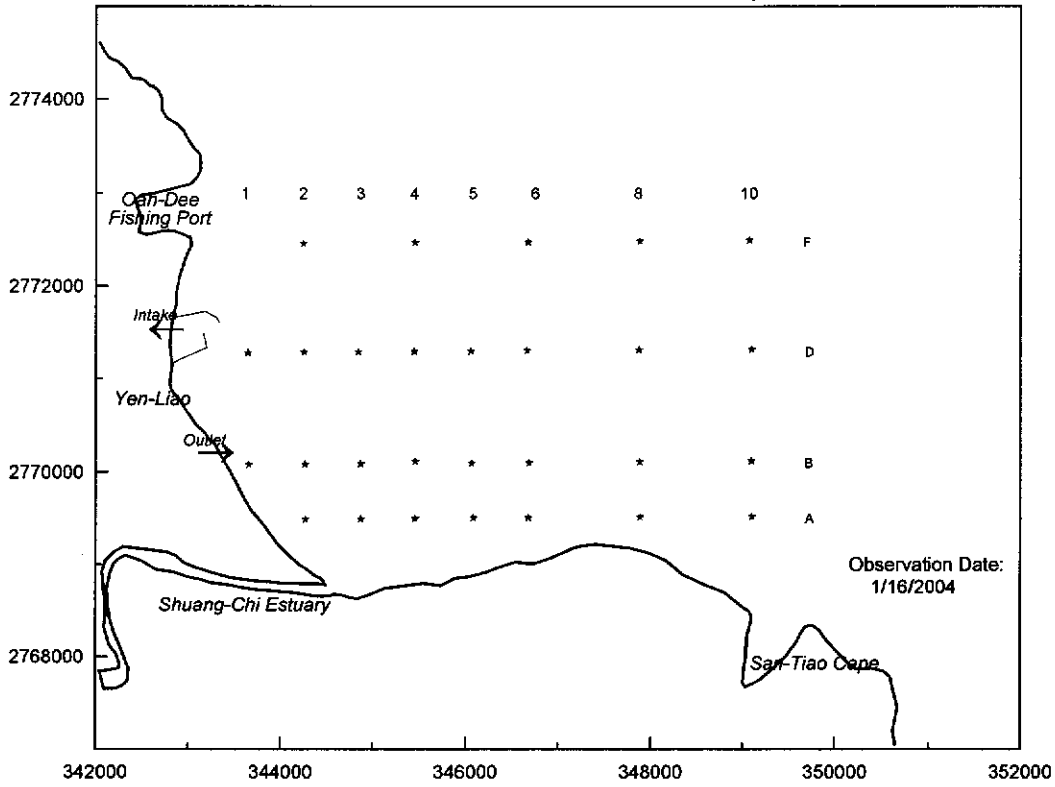 2774000
1 2 3 4 5 6 8 10
Oah-Dee
Fishing Port
F
2772000
Intake
D
Yen-Liao
Outlet
2770000
B
A
Observation Date:
1/16/2004
Shuang-Chi Estuary
2768000
San-Tiao Cape
342000 344000 346000 348000 350000 352000